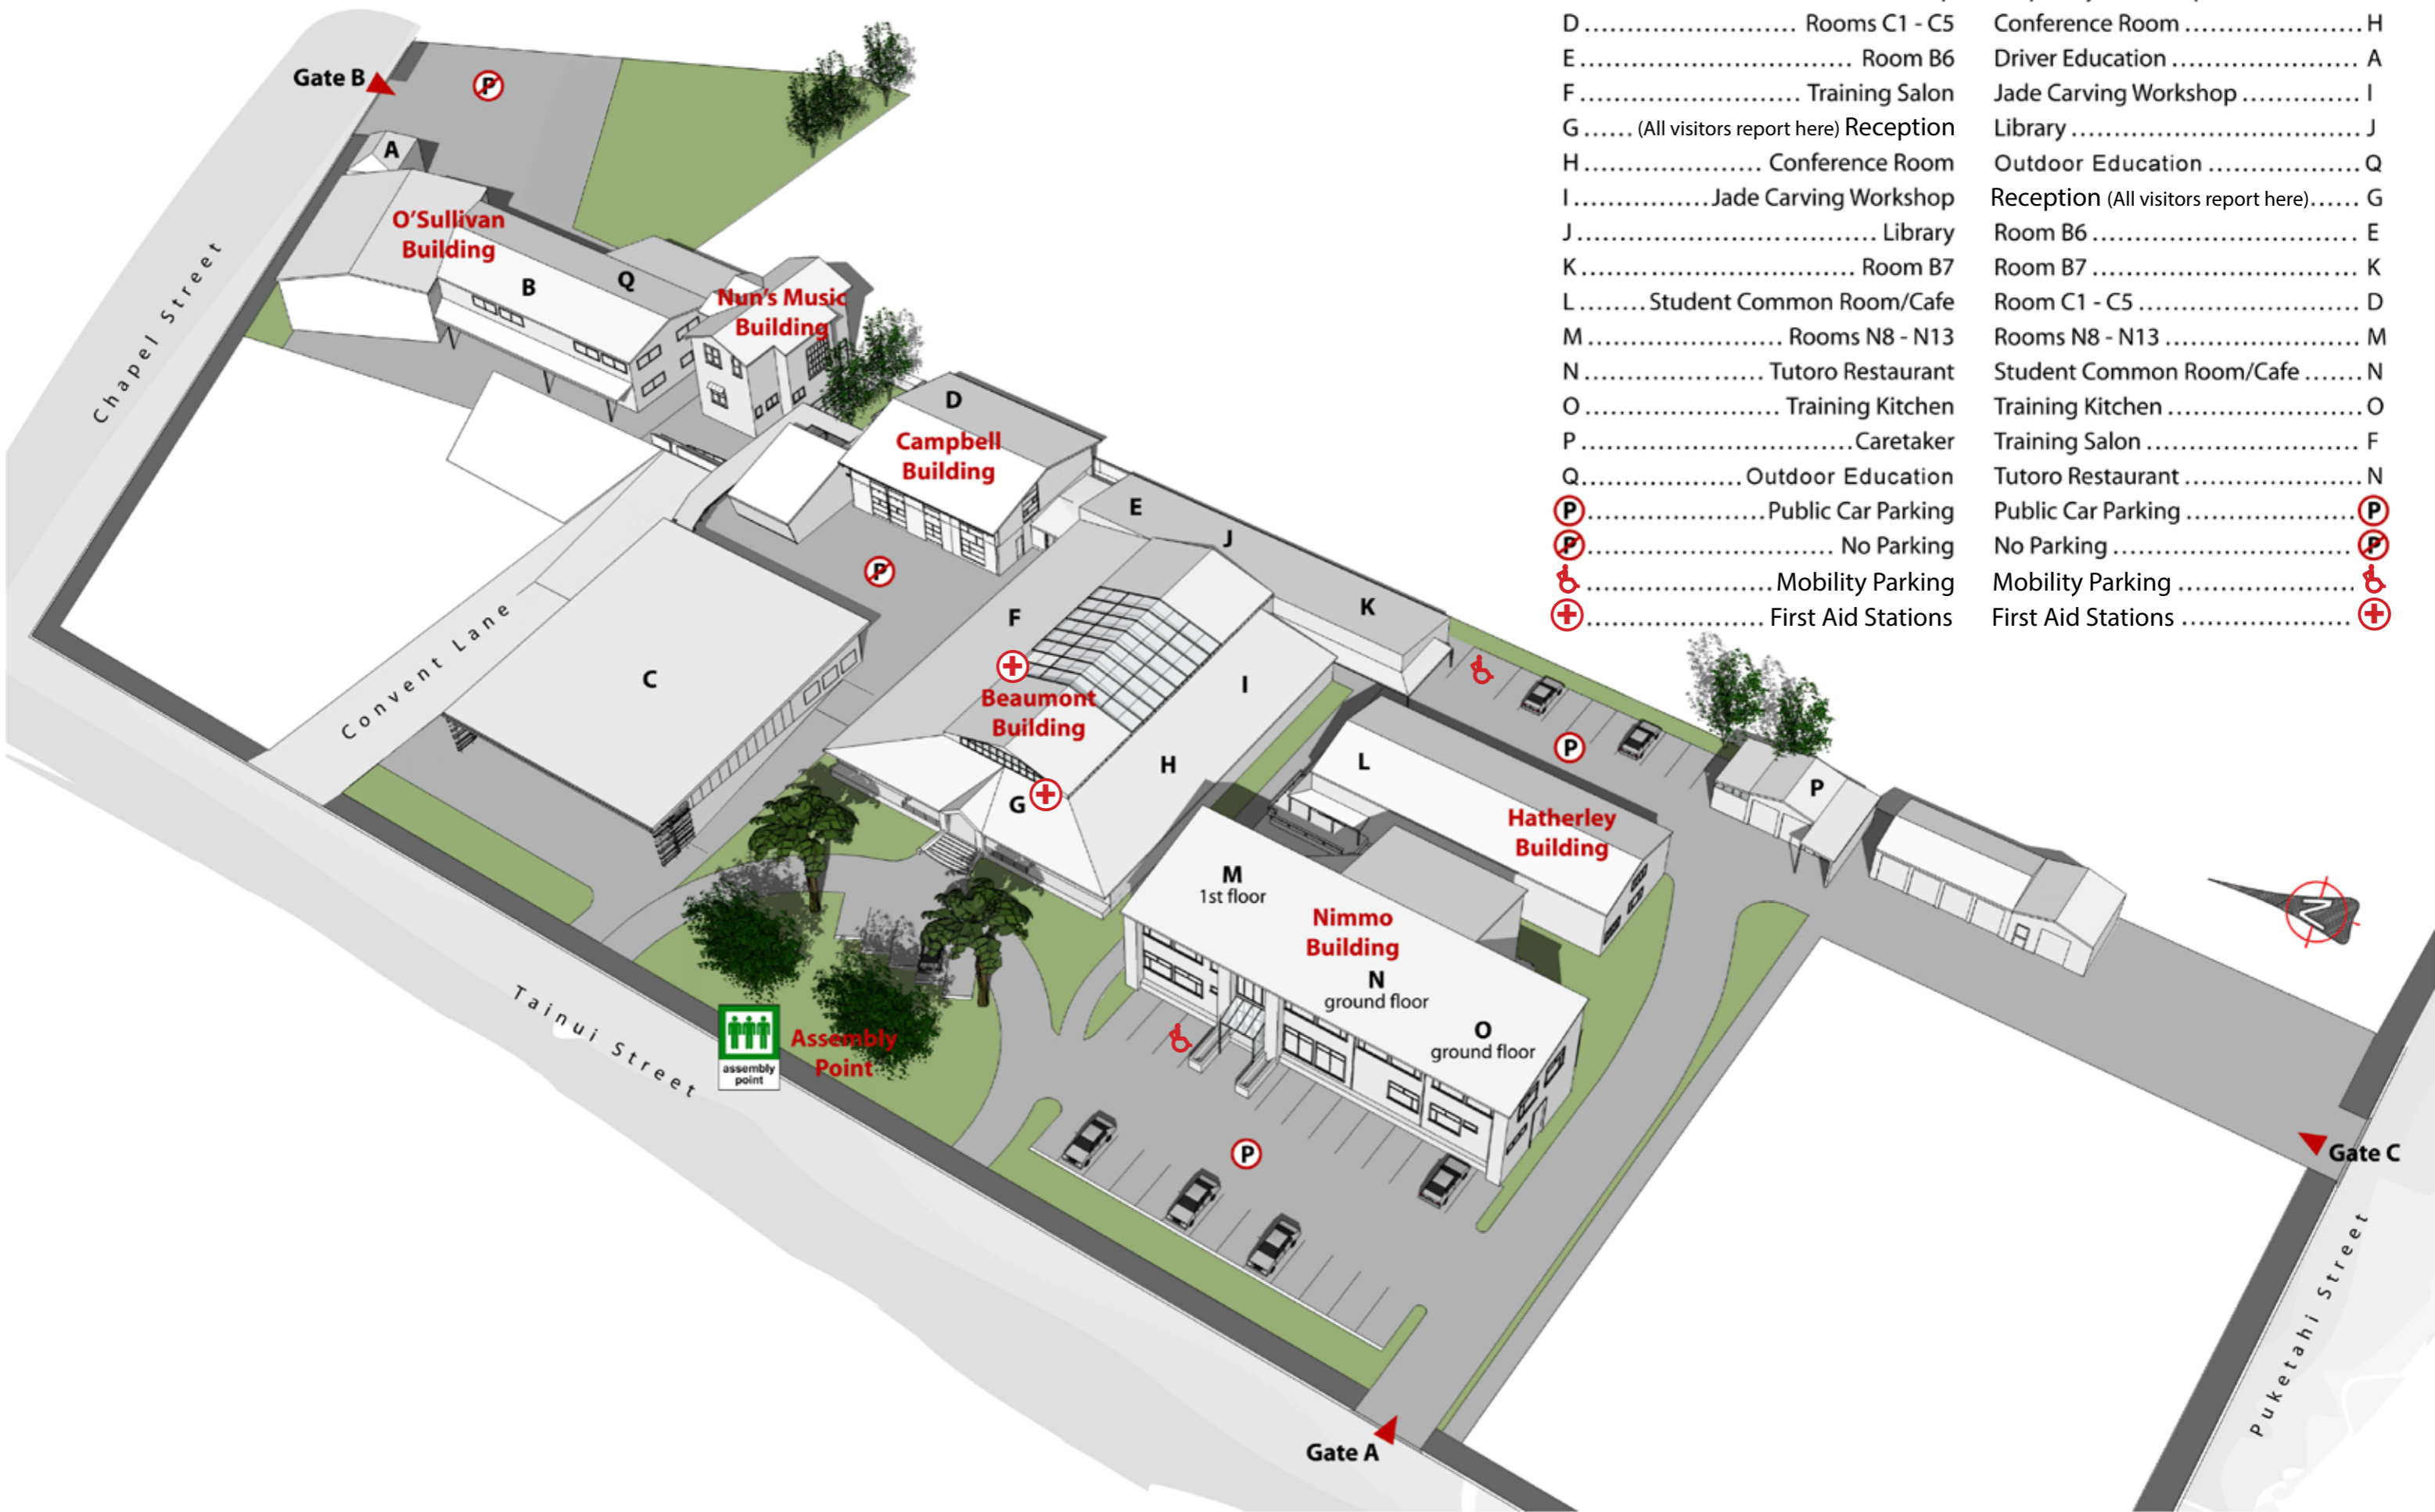 D ........................ Rooms C1 - C5
E ................................ Room B6
F .......................... Training Salon
G ...... (All visitors report here) Reception
H .................... Conference Room
I ................ Jade Carving Workshop
J ................................... Library
K ................................ Room B7
L ........ Student Common Room/Cafe
M ...................... Rooms N8 - N13
N .................... Tutoro Restaurant
O ...................... Training Kitchen
P ............................... Caretaker
Q ................... Outdoor Education
P .................... Public Car Parking
P ............................ No Parking
..................... Mobility Parking
.................... First Aid Stations
Conference Room ..................... H
Driver Education ...................... A
Jade Carving Workshop .............. I
Library .................................. J
Outdoor Education .................. Q
Reception (All visitors report here) ...... G
Room B6 ............................... E
Room B7 ............................... K
Room C1 - C5 .......................... D
Rooms N8 - N13 ....................... M
Student Common Room/Cafe ....... N
Training Kitchen ...................... O
Training Salon ......................... F
Tutoro Restaurant .................... N
Public Car Parking .................... P
No Parking ............................ P
Mobility Parking .....................
First Aid Stations ....................
Gate B
P
A
O'Sullivan
Building
B
Q
Nun's Music
Building
Chapel Street
D
Campbell
Building
E
J
P
K
F
Convent Lane
C
Beaumont
Building
I
H
G
P
L
P
Hatherley
Building
M
1st floor
Nimmo
Building
N
ground floor
O
ground floor
N
Tainui Street
assembly
point
Assembly
Point
P
Gate C
Puketahi Street
Gate A